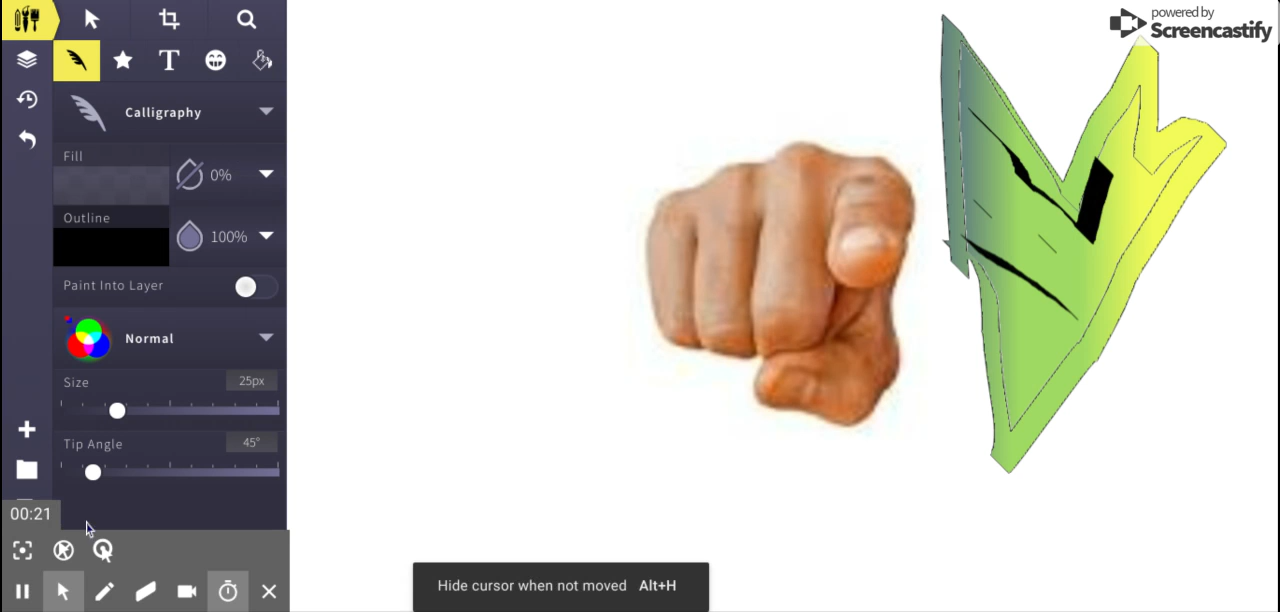 powered by
Screencastify
T
Calligraphy
Fill
0%
Outline
100%
Paint Into Layer
Normal
Size
25px
Tip Angle
45°
00:21
Hide cursor when not moved Alt+H